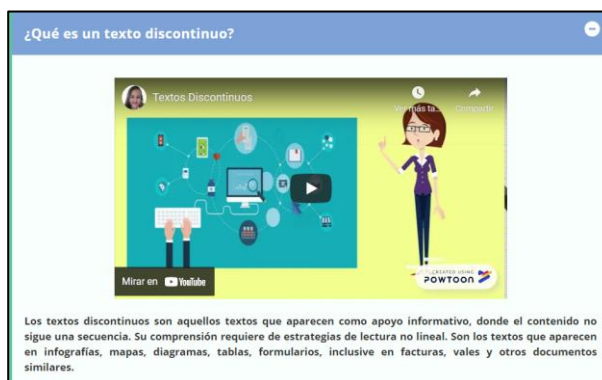 ¿Qué es un texto discontinuo?
Textos Discontinuos
Ver más ta...
Compartir
Mirar en YouTube
CREATED USING
POWTOON
Los textos discontinuos son aquellos textos que aparecen como apoyo informativo, donde el contenido no
sigue una secuencia. Su comprensión requiere de estrategias de lectura no lineal. Son los textos que aparecen
en infografías, mapas, diagramas, tablas, formularios, inclusive en facturas, vales y otros documentos
similares.